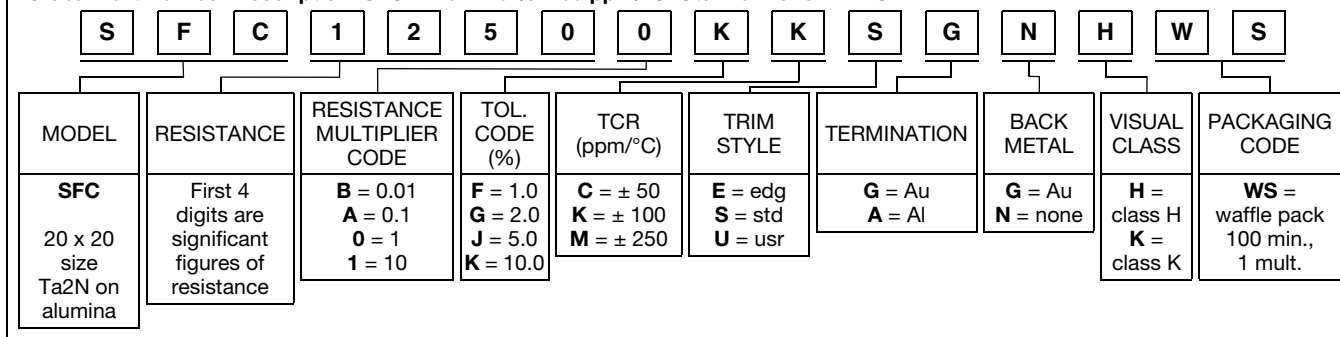 S F C 1 2 5 0 0 K K S G N H W S
MODEL
SFC
20 x 20
size
Ta2N on
alumina
RESISTANCE
First 4
digits are
significant
figures of
resistance
RESISTANCE
MULTIPLIER
CODE
B = 0.01
A = 0.1
0 = 1
1 = 10
TOL.
CODE
(%)
F = 1.0
G = 2.0
J = 5.0
K = 10.0
TCR
(ppm/°C)
C = ± 50
K = ± 100
M = ± 250
TRIM
STYLE
E = edg
S = std
U = usr
TERMINATION
G = Au
A = Al
BACK
METAL
G = Au
N = none
VISUAL
CLASS
H =
class H
K =
class K
PACKAGING
CODE
WS =
waffle pack
100 min.,
1 mult.